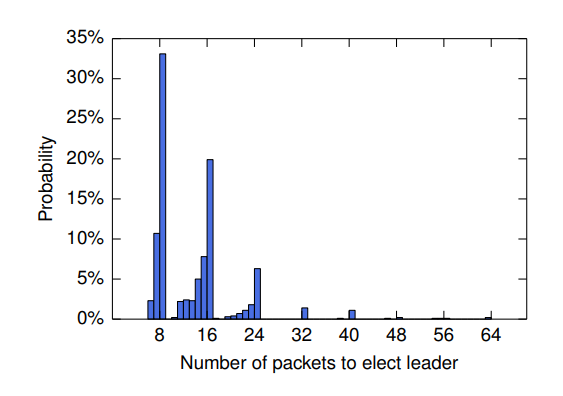 35%
30%
25%
20%
15%
10%
5%
0%
Probability
8 16 24 32 40 48 56 64
Number of packets to elect leader